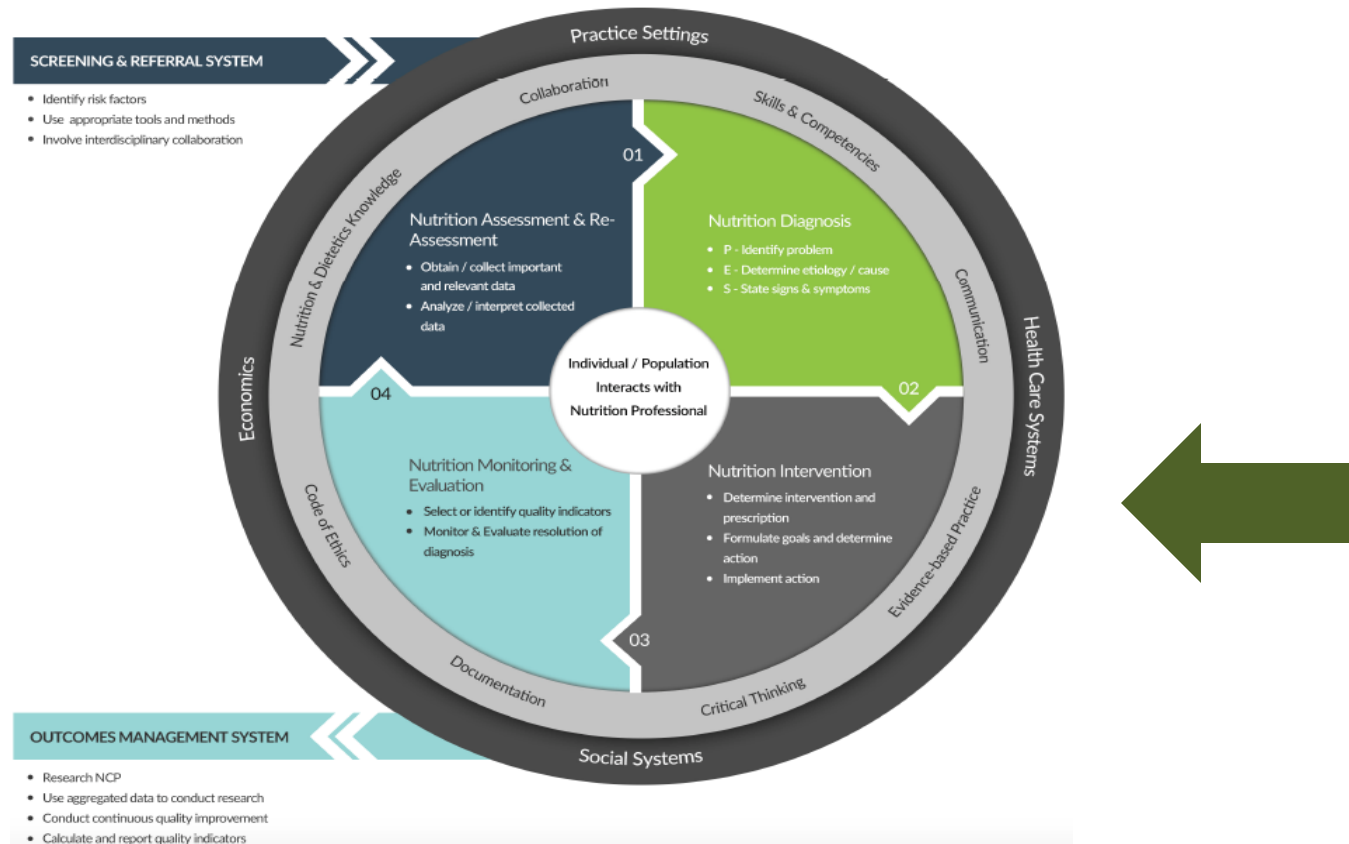 Practice Settings
SCREENING & REFERRAL SYSTEM
• Identify risk factors
• Use appropriate tools and methods
• Involve interdisciplinary collaboration
Collaboration
Skills & Competencies
Nutrition & Dietetics Knowledge
Communication
Economics
Health Care Systems
Code of Ethics
Evidence-based Practice
Documentation
Critical Thinking
Social Systems
01
Nutrition Assessment & Re-
Assessment
• Obtain / collect important
and relevant data
• Analyze / interpret collected
data
Nutrition Diagnosis
• P - Identify problem
• E - Determine etiology / cause
• S - State signs & symptoms
02
Individual / Population
Interacts with
Nutrition Professional
04
Nutrition Monitoring &
Evaluation
• Select or identify quality indicators
• Monitor & Evaluate resolution of
diagnosis
Nutrition Intervention
• Determine intervention and
prescription
• Formulate goals and determine
action
• Implement action
03
OUTCOMES MANAGEMENT SYSTEM
• Research NCP
• Use aggregated data to conduct research
• Conduct continuous quality improvement
• Calculate and report quality indicators